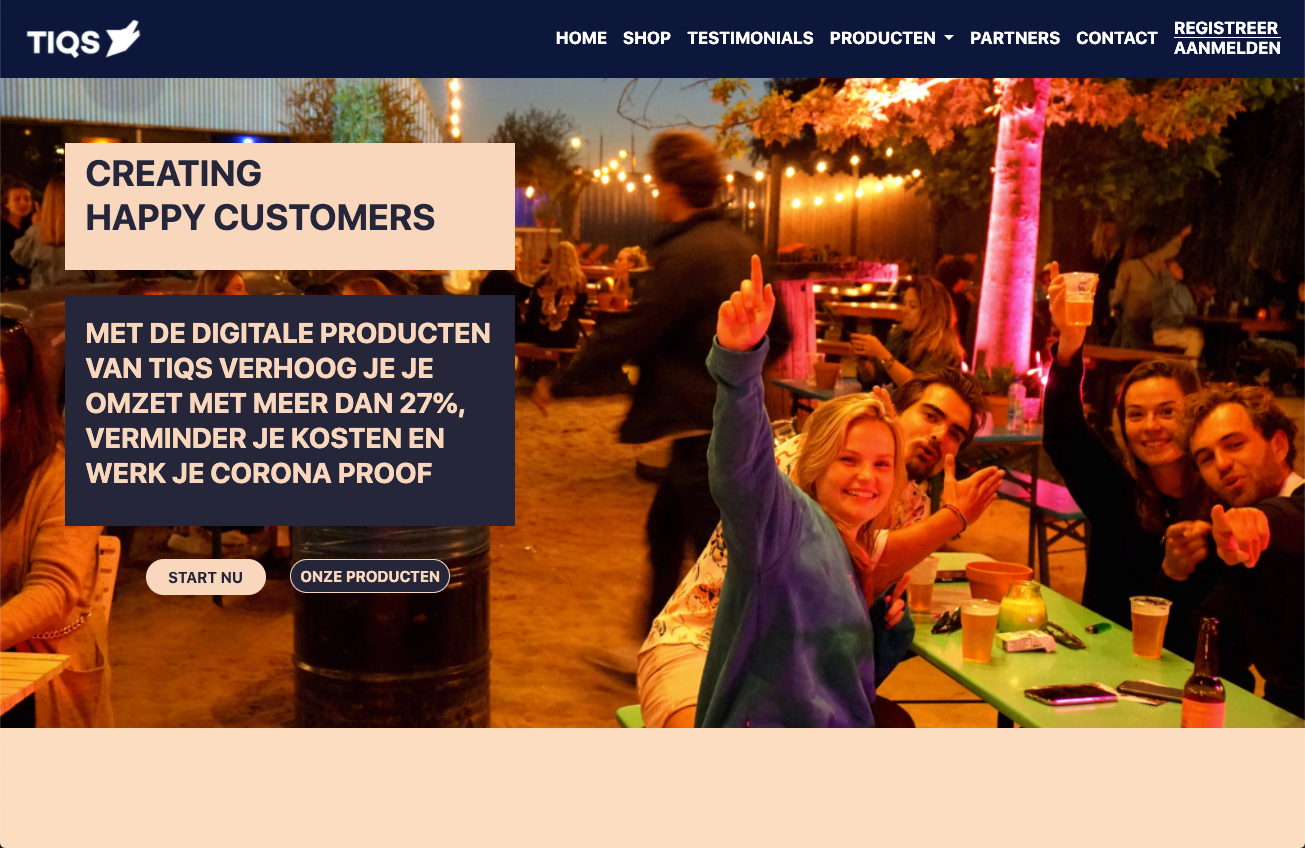 TIQS
HOME SHOP TESTIMONIALS PRODUCTEN PARTNERS CONTACT
REGISTREER
AANMELDEN
CREATING
HAPPY CUSTOMERS
MET DE DIGITALE PRODUCTEN
VAN TIQS VERHOOG JE JE
OMZET MET MEER DAN 27%,
VERMINDER JE KOSTEN EN
WERK JE CORONA PROOF
START NU
ONZE PRODUCTEN